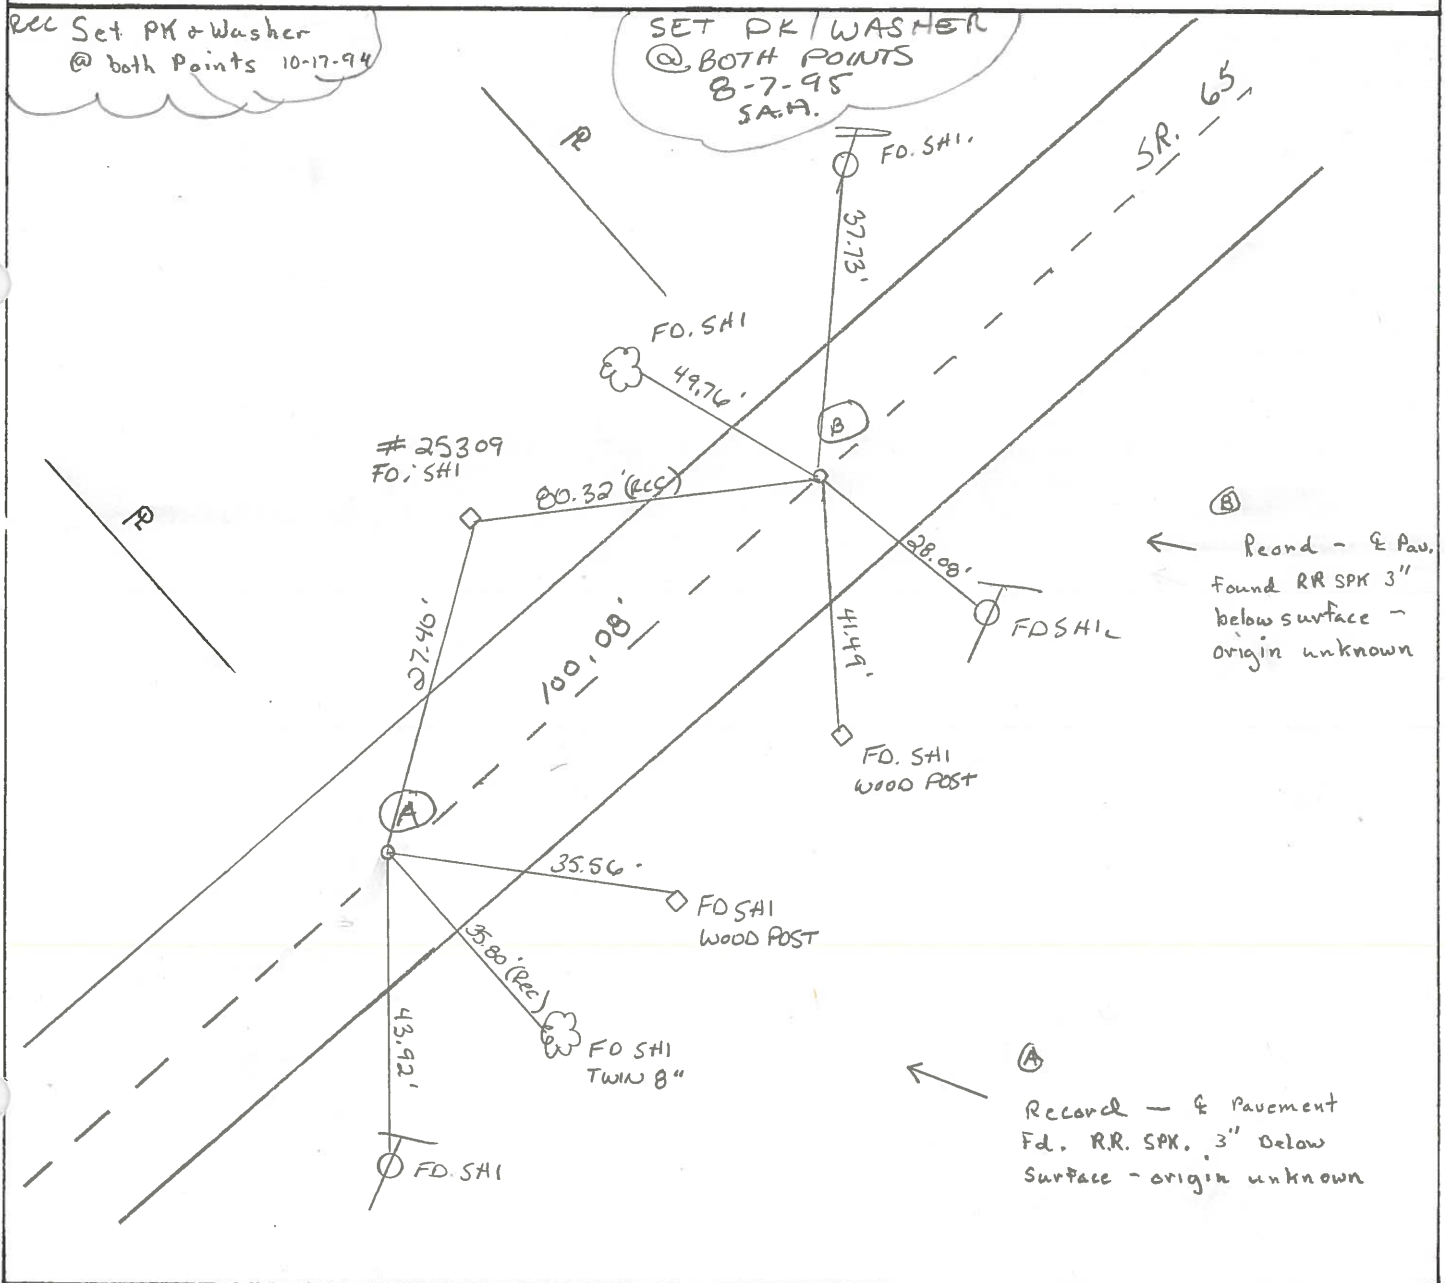 REC Set PK & Washer
@ both Points 10-17-94
SET PK/WASHER
@ BOTH POINTS
8-7-95
S.A.H.
FD. SHI.
SR. 65
37.73'
FD. SHI
49.76'
B
# 25309
FD. SHI
80.32' (REC)
B
Reord - ℄ Pav.
Found RR SPK 3"
below surface -
origin unknown
28.08'
FD SHI
27.40'
100.08'
41.49'
FD. SHI
WOOD POST
A
35.56'
FD SHI
WOOD POST
35.80' (REC)
43.92'
FD SHI
TWIN 8"
FD. SHI
A
Record - ℄ Pavement
Fd. R.R. SPK. 3" Below
Surface - origin unknown